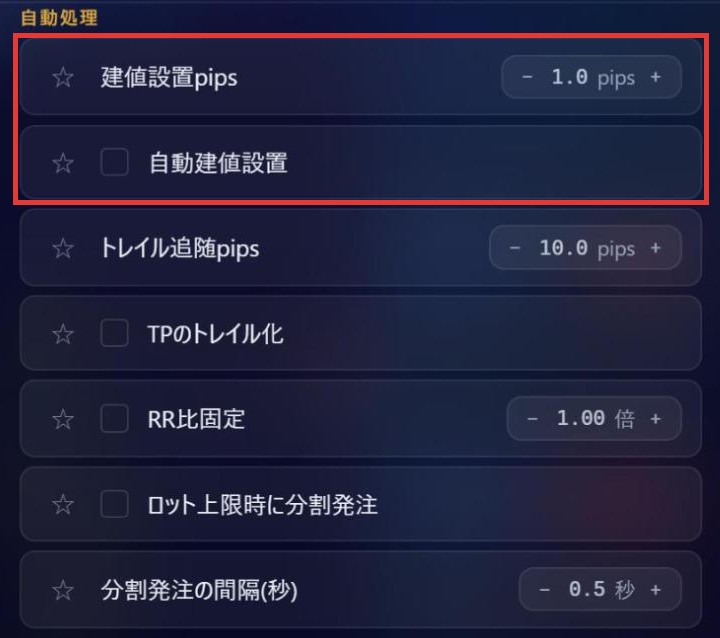 自動処理
☆ 建値設置pips − 1.0 pips +
☆ 自動建値設置
☆ トレイル追随pips − 10.0 pips +
☆ TPのトレイル化
☆ RR比固定 − 1.00 倍 +
☆ ロット上限時に分割発注
☆ 分割発注の間隔(秒) − 0.5 秒 +